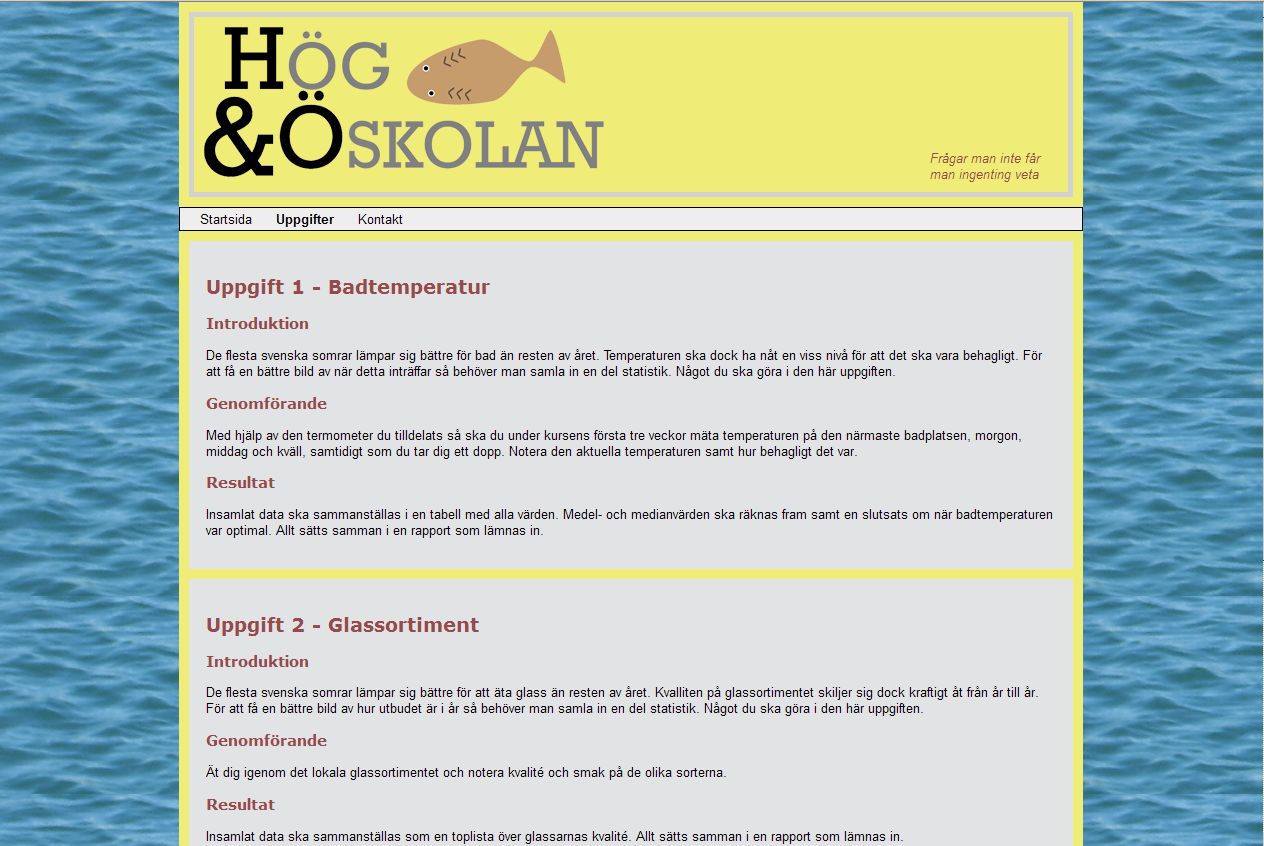 HÖG
&ÖSKOLAN
Frågar man inte får
man ingenting veta
Startsida Uppgifter Kontakt
Uppgift 1 - Badtemperatur
Introduktion
De flesta svenska somrar lämpar sig bättre för bad än resten av året. Temperaturen ska dock ha nåt en viss nivå för att det ska vara behagligt. För
att få en bättre bild av när detta inträffar så behöver man samla in en del statistik. Något du ska göra i den här uppgiften.
Genomförande
Med hjälp av den termometer du tilldelats så ska du under kursens första tre veckor mäta temperaturen på den närmaste badplatsen, morgon,
middag och kväll, samtidigt som du tar dig ett dopp. Notera den aktuella temperaturen samt hur behagligt det var.
Resultat
Insamlat data ska sammanställas i en tabell med alla värden. Medel- och medianvärden ska räknas fram samt en slutsats om när badtemperaturen
var optimal. Allt sätts samman i en rapport som lämnas in.
Uppgift 2 - Glassortiment
Introduktion
De flesta svenska somrar lämpar sig bättre för att äta glass än resten av året. Kvalliten på glassortimentet skiljer sig dock kraftigt åt från år till år.
För att få en bättre bild av hur utbudet är i år så behöver man samla in en del statistik. Något du ska göra i den här uppgiften.
Genomförande
Ät dig igenom det lokala glassortimentet och notera kvalité och smak på de olika sorterna.
Resultat
Insamlat data ska sammanställas som en toplista över glassarnas kvalité. Allt sätts samman i en rapport som lämnas in.